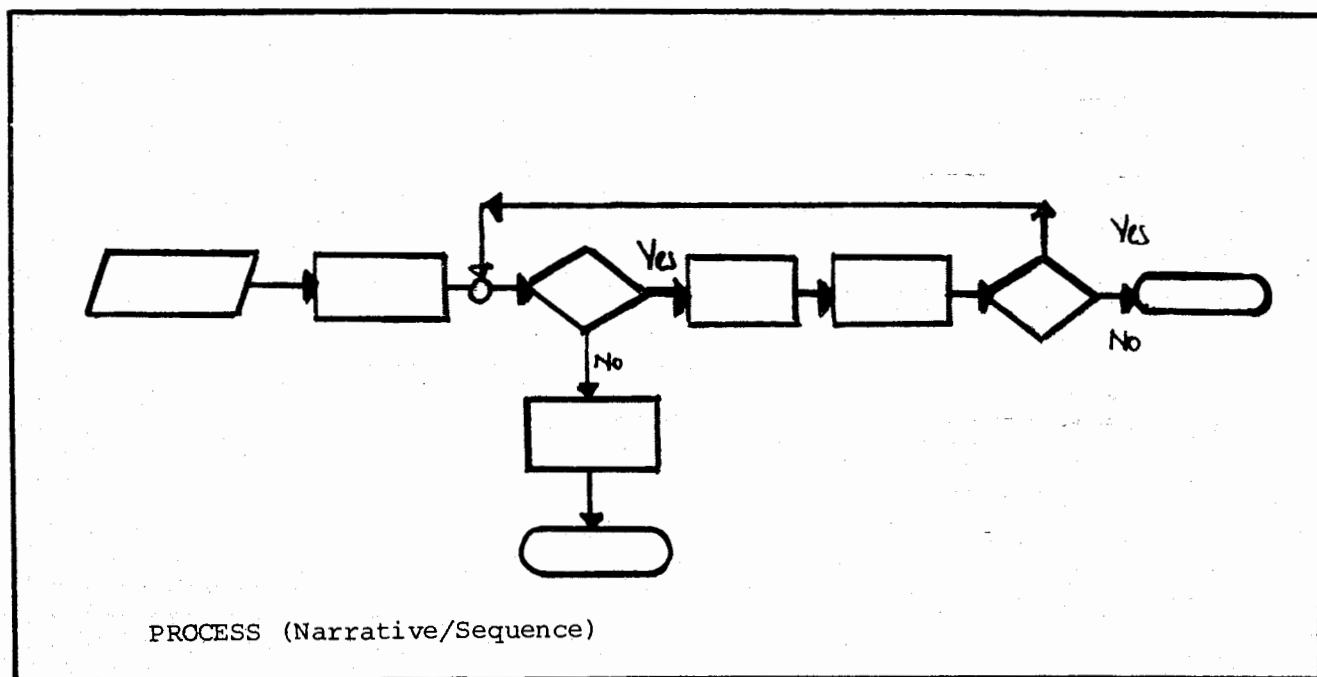 Yes
Yes
No
No
PROCESS (Narrative/Sequence)